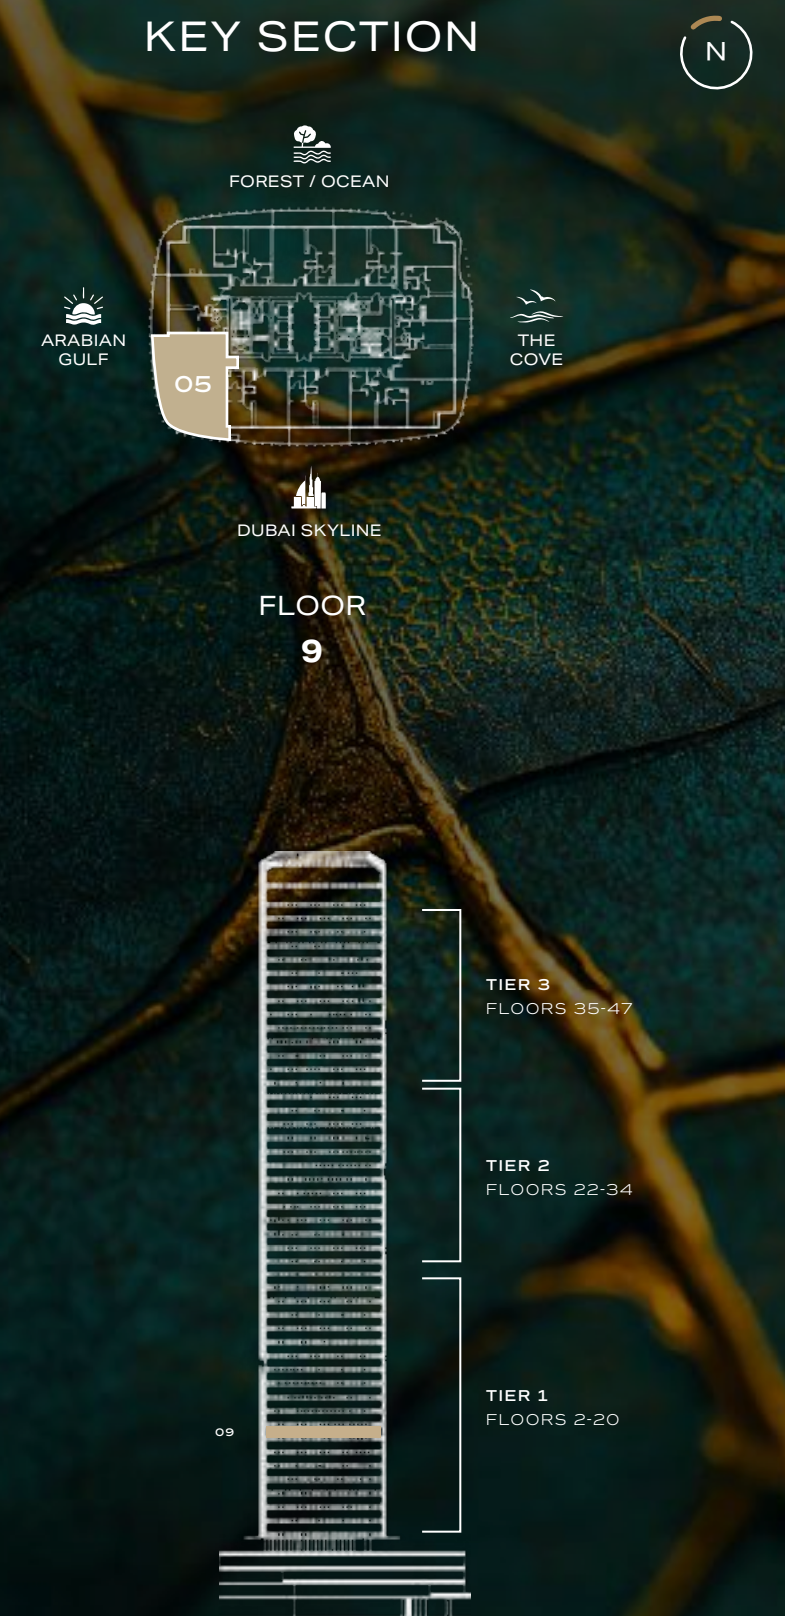 KEY SECTION
N
FOREST / OCEAN
ARABIAN
GULF
THE
COVE
05
DUBAI SKYLINE
FLOOR
9
TIER 3
FLOORS 35-47
TIER 2
FLOORS 22-34
TIER 1
FLOORS 2-20
09